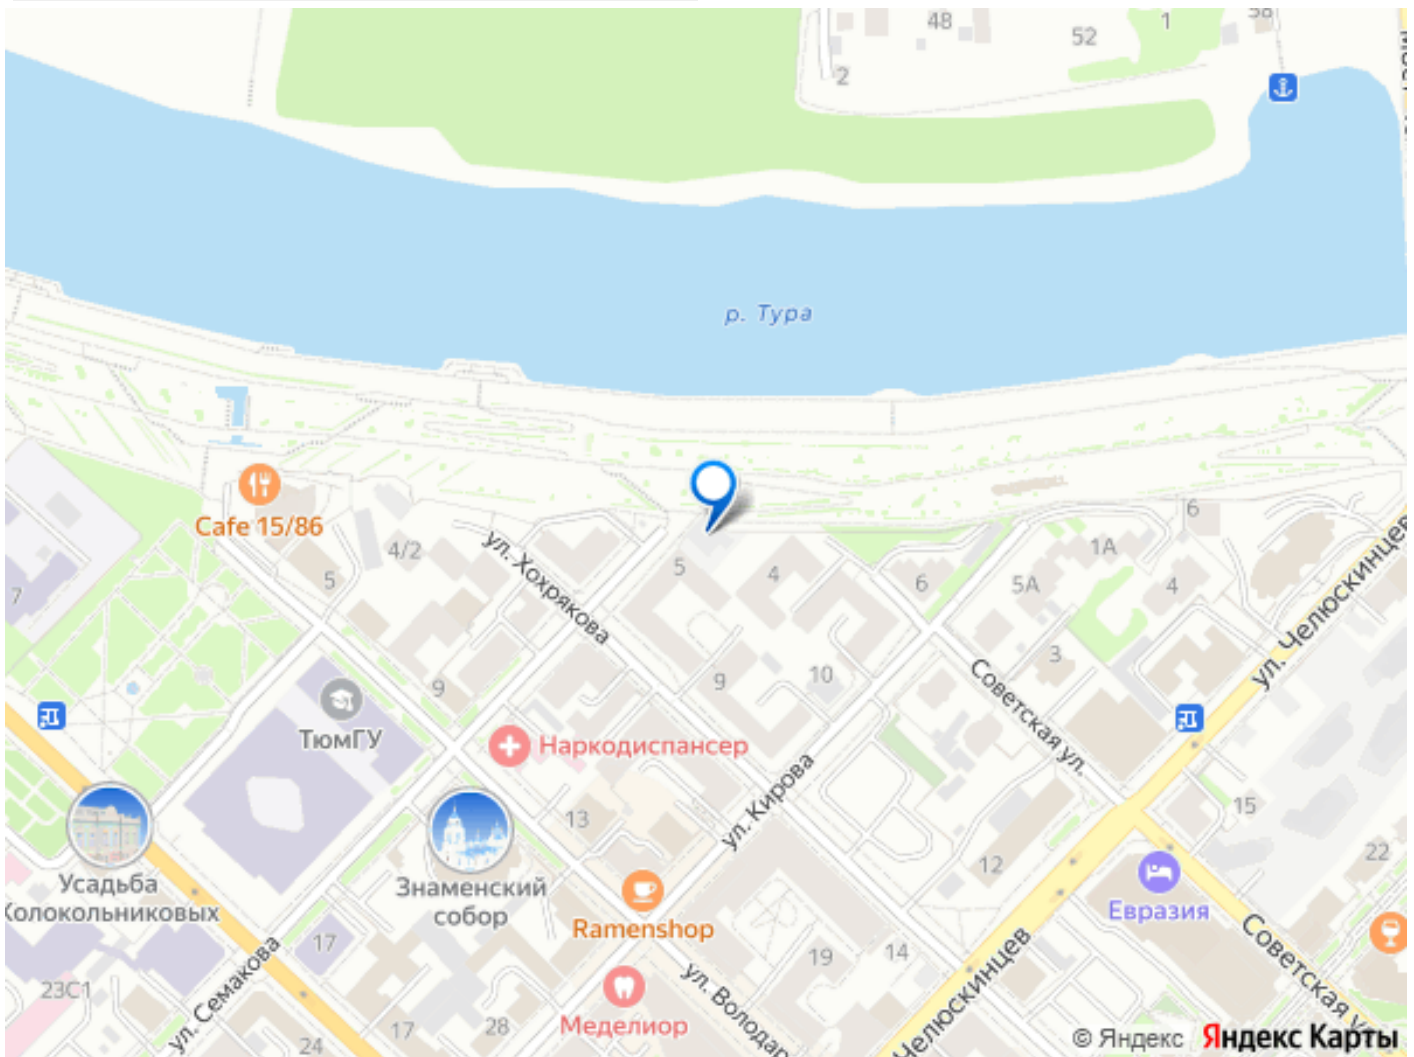 48
52
1
58
2
р. Тура
Cafe 15/86
4/2
5
7
ул. Хохрякова
5
4
6
5А
1А
6
4
3
ул. Челюскинцев
9
9
10
Советская ул.
ТюмГУ
Наркодиспансер
ул. Кирова
13
15
12
22
Усадьба
Колокольниковых
Знаменский
собор
Ramenshop
Евразия
17
19
14
ул. Семакова
23С1
17
28
24
Меделиор
ул. Володар
Челюскинцев
Советская ул.
© Яндекс Яндекс Карты